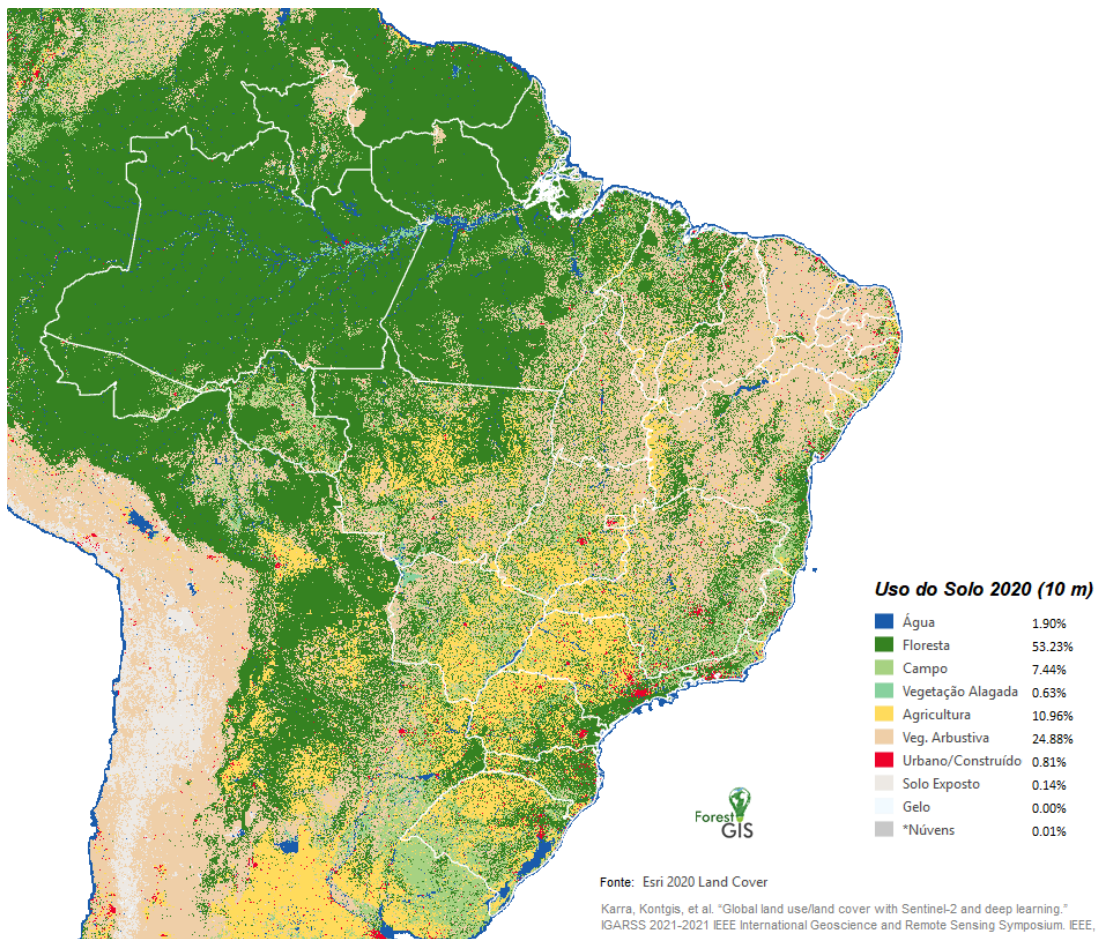 Uso do Solo 2020 (10 m)
Água 1.90%
Floresta 53.23%
Campo 7.44%
Vegetação Alagada 0.63%
Agricultura 10.96%
Veg. Arbustiva 24.88%
Urbano/Construído 0.81%
Solo Exposto 0.14%
Gelo 0.00%
*Núvens 0.01%
Forest
GIS
Fonte: Esri 2020 Land Cover
Karra, Kontgis, et al. “Global land use/land cover with Sentinel-2 and deep learning.”
IGARSS 2021-2021 IEEE International Geoscience and Remote Sensing Symposium. IEEE,